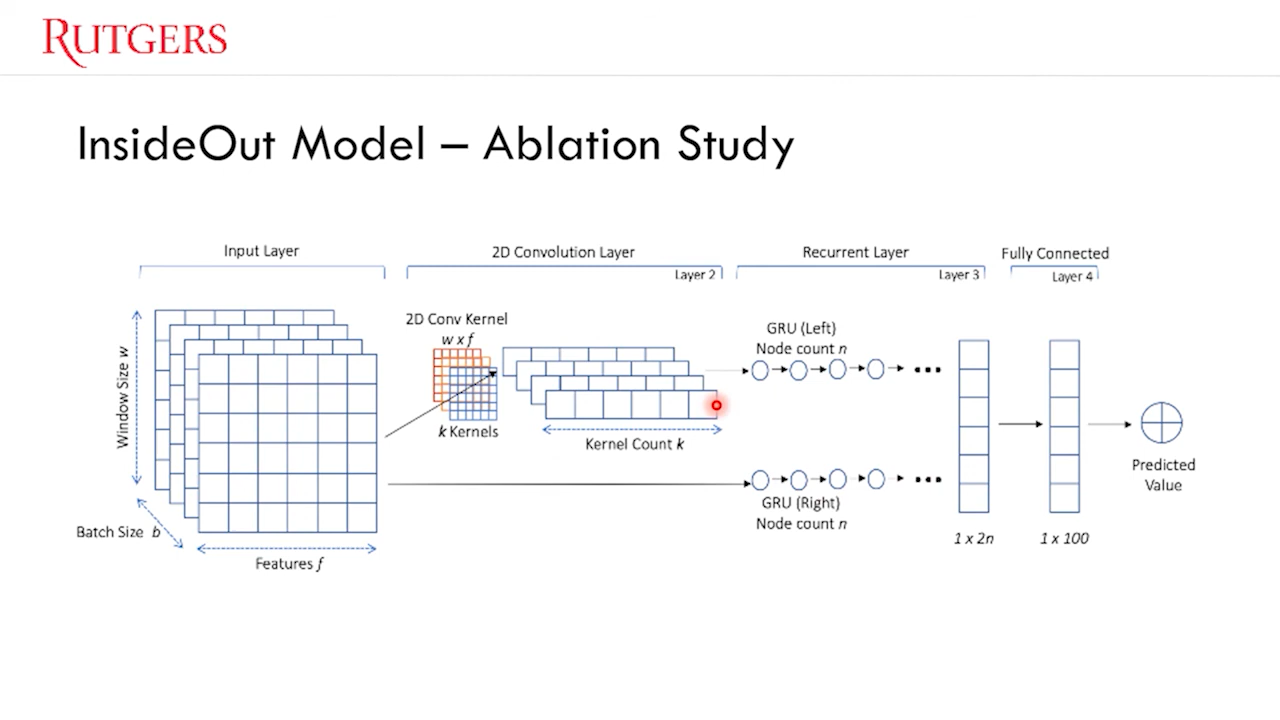 RUTGERS
InsideOut Model – Ablation Study
Input Layer
2D Convolution Layer
Layer 2
Recurrent Layer
Layer 3
Fully Connected
Layer 4
Window Size w
Batch Size b
Features f
2D Conv Kernel
w x f
k Kernels
Kernel Count k
GRU (Left)
Node count n
GRU (Right)
Node count n
1 x 2n
1 x 100
Predicted
Value